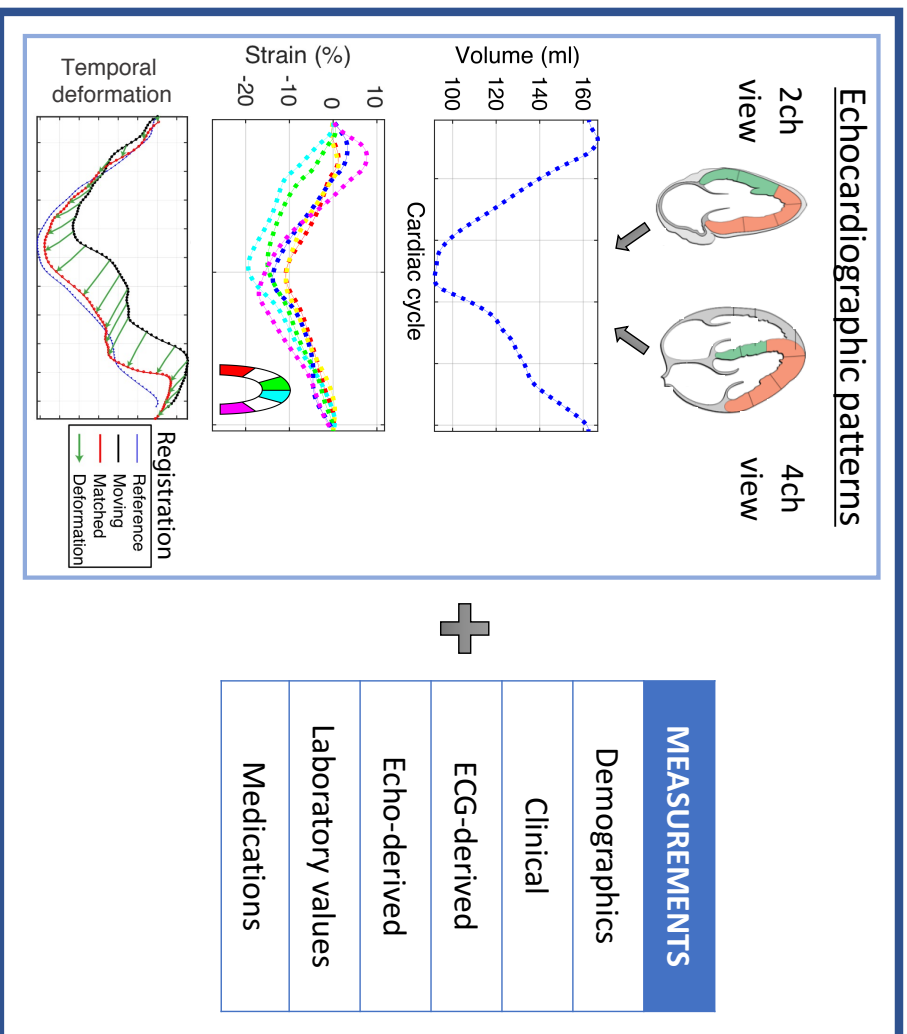 Echocardiographic patterns
2ch
view
4ch
view
Volume (ml)
160
140
120
100
Cardiac cycle
Strain (%)
10
0
-10
-20
Temporal
deformation
Registration
Reference
Moving
Matched
Deformation
MEASUREMENTS
Demographics
Clinical
ECG-derived
Echo-derived
Laboratory values
Medications